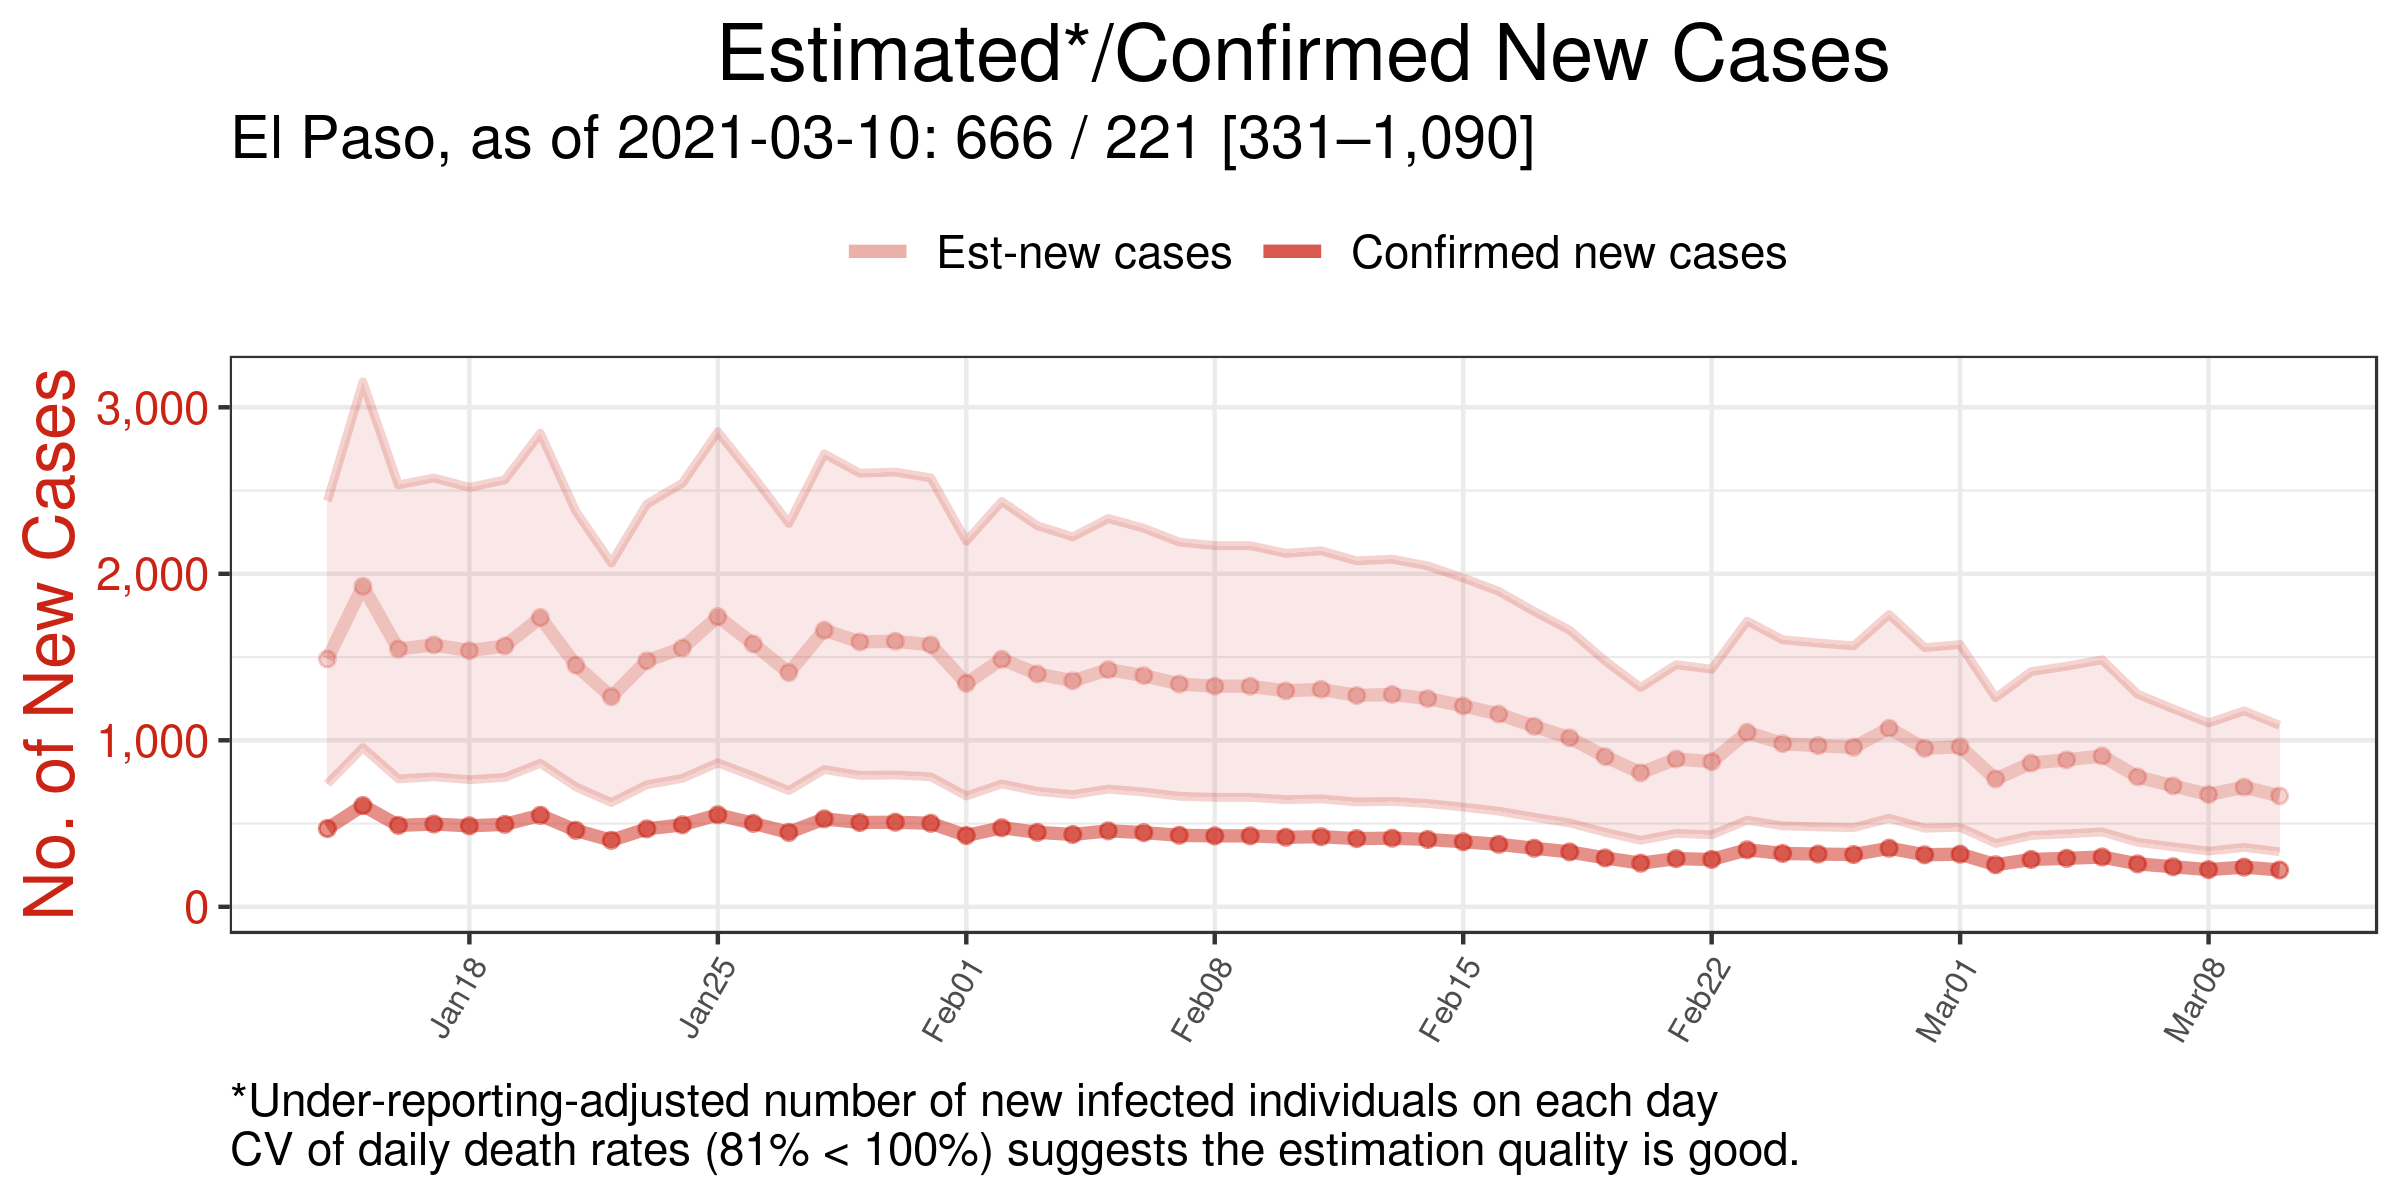 Estimated*/Confirmed New Cases
El Paso, as of 2021-03-10: 666 / 221 [331–1,090]
Est-new cases
Confirmed new cases
No. of New Cases
3,000
2,000
1,000
0
Jan18
Jan25
Feb01
Feb08
Feb15
Feb22
Mar01
Mar08
*Under-reporting-adjusted number of new infected individuals on each day
CV of daily death rates (81% < 100%) suggests the estimation quality is good.